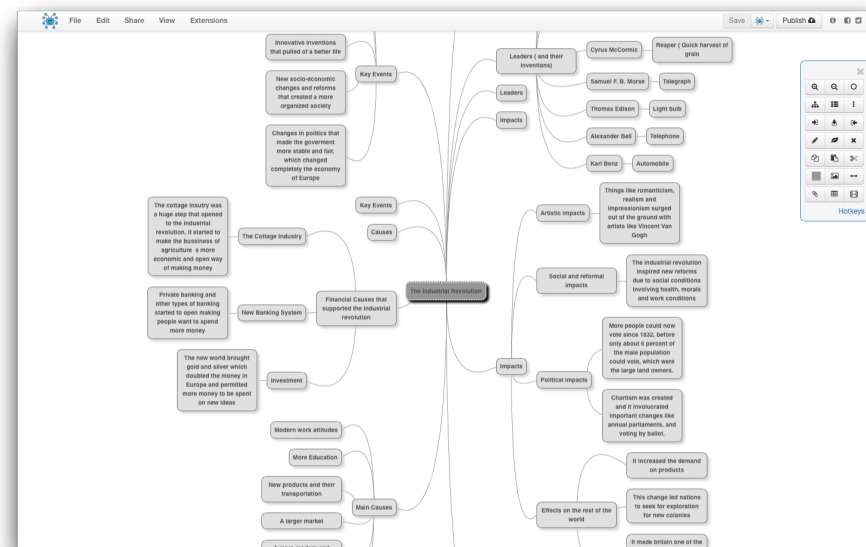 File Edit Share View Extensions
Save
Publish
Innovative inventions
that pulled of a better life
New socio-economic
changes and reforms
that created a more
organized society
Key Events
Changes in politics that
made the goverment
more stable and fair,
which changed
completely the economy
of Europe
Leaders ( and their
inventions)
Cyrus McCormic
Reaper ( Quick harvest of
grain
Samuel F. B. Morse
Telegraph
Thomas Edison
Light bulb
Alexander Bell
Telephone
Karl Benz
Automobile
Leaders
Impacts
Hotkeys
Key Events
Causes
The cottage insutry was
a huge step that opened
to the industrial
revolution, it started to
make the bussiness of
agriculture a more
economic and open way
of making money
The Cottage Industry
Private banking and
other types of banking
started to open making
people want to spend
more money
New Banking System
Financial Causes that
supported the industrial
revolution
The new world brought
gold and silver which
doubled the money in
Europe and permitted
more money to be spent
on new ideas
Investment
The Industrial Revolution
Artistic impacts
Things like romanticism,
realism and
impressionism surged
out of the ground with
artists like Vincent Van
Gogh
Social and reformal
impacts
The industrial revolution
inspired new reforms
due to social conditions
involving health, morals
and work conditions
Impacts
Political impacts
More people could now
vote since 1832, before
only about 6 percent of
the male population
could vote, which were
the large land owners.
Chartism was created
and it involucrated
important changes like
annual parliaments, and
voting by ballot.
Modern work attitudes
More Education
New products and their
transportation
A larger market
Main Causes
Effects on the rest of the
world
It increased the demand
on products
This change led nations
to seek for exploration
for new colonies
It made britain one of the